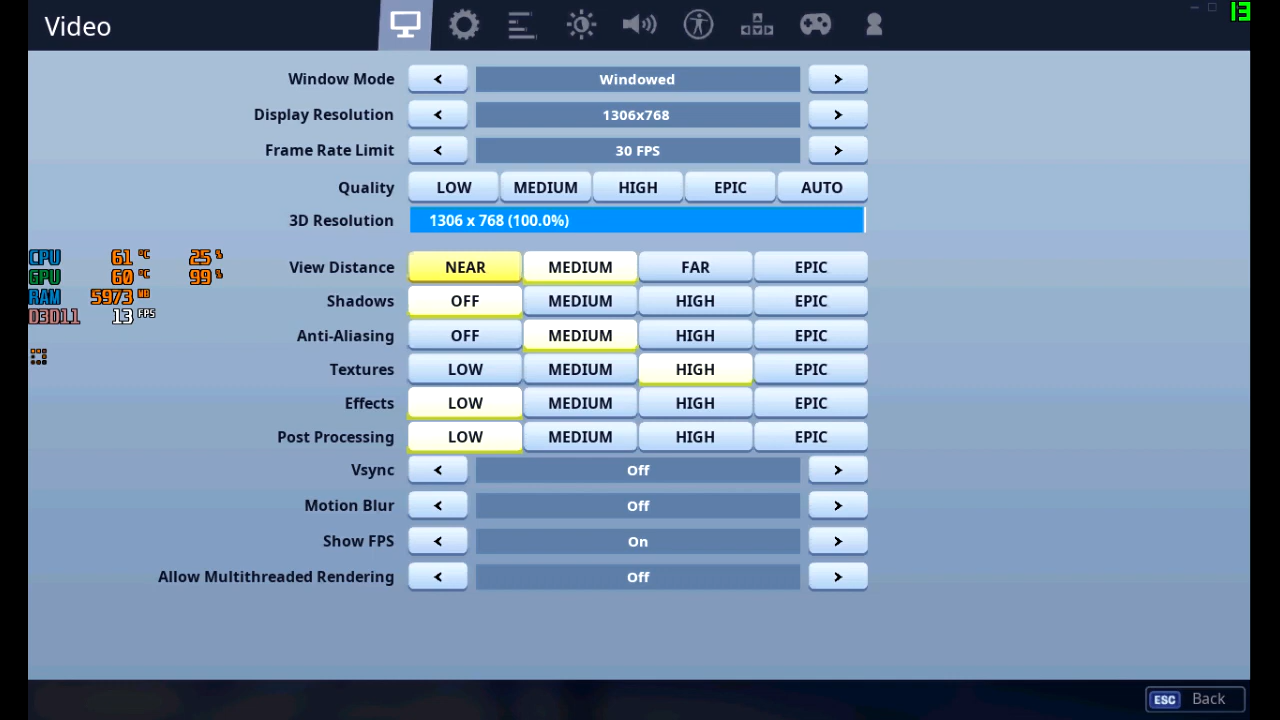 Video
13
Window Mode < Windowed >
Display Resolution < 1306x768 >
Frame Rate Limit < 30 FPS >
Quality LOW MEDIUM HIGH EPIC AUTO
3D Resolution 1306 x 768 (100.0%)
CPU 61 °C 25 %
GPU 60 °C 99 %
RAM 5973 MB
D3D11 13 FPS
View Distance NEAR MEDIUM FAR EPIC
Shadows OFF MEDIUM HIGH EPIC
Anti-Aliasing OFF MEDIUM HIGH EPIC
Textures LOW MEDIUM HIGH EPIC
Effects LOW MEDIUM HIGH EPIC
Post Processing LOW MEDIUM HIGH EPIC
Vsync < Off >
Motion Blur < Off >
Show FPS < On >
Allow Multithreaded Rendering < Off >
ESC Back